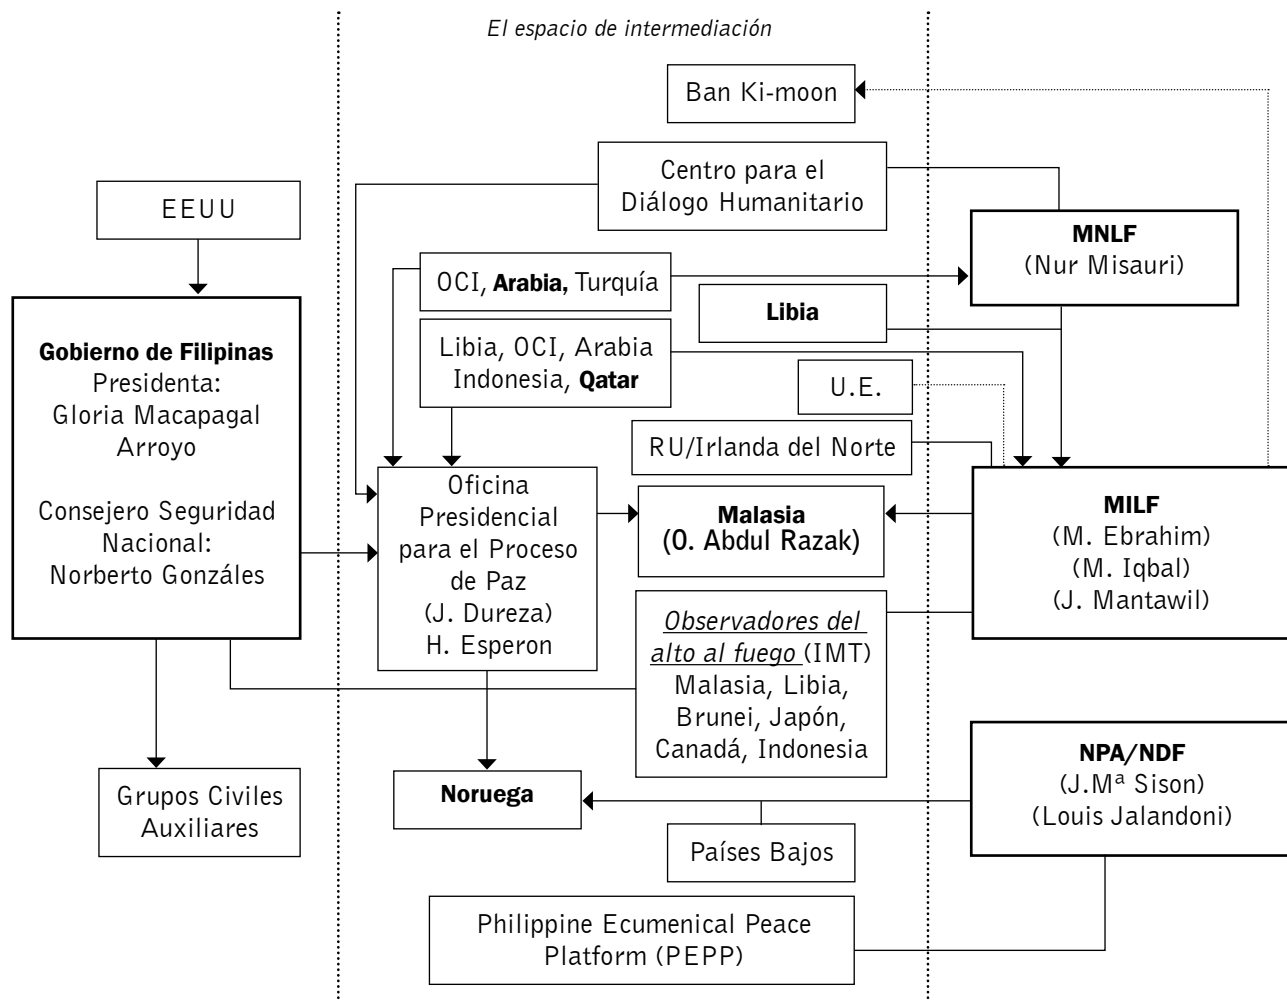 El espacio de intermediación
Ban Ki-moon
Centro para el
Diálogo Humanitario
EEUU
MNLF
(Nur Misauri)
OCI, Arabia, Turquía
Libia
Libia, OCI, Arabia
Indonesia, Qatar
Gobierno de Filipinas
Presidenta:
Gloria Macapagal
Arroyo
Consejero Seguridad
Nacional:
Norberto Gonzáles
U.E.
RU/Irlanda del Norte
Oficina
Presidencial
para el Proceso
de Paz
(J. Dureza)
H. Esperon
Malasia
(O. Abdul Razak)
MILF
(M. Ebrahim)
(M. Iqbal)
(J. Mantawil)
Observadores del
alto al fuego (IMT)
Malasia, Libia,
Brunei, Japón,
Canadá, Indonesia
NPA/NDF
(J.Mª Sison)
(Louis Jalandoni)
Noruega
Grupos Civiles
Auxiliares
Países Bajos
Philippine Ecumenical Peace
Platform (PEPP)